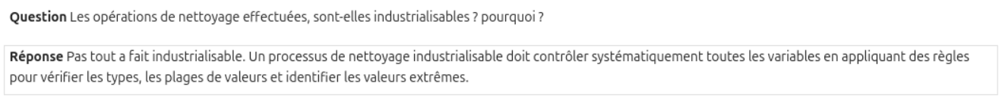 Question Les opérations de nettoyage effectuées, sont-elles industrialisables ? pourquoi ?
Réponse Pas tout a fait industrialisable. Un processus de nettoyage industrialisable doit contrôler systématiquement toutes les variables en appliquant des règles
pour vérifier les types, les plages de valeurs et identifier les valeurs extrêmes.